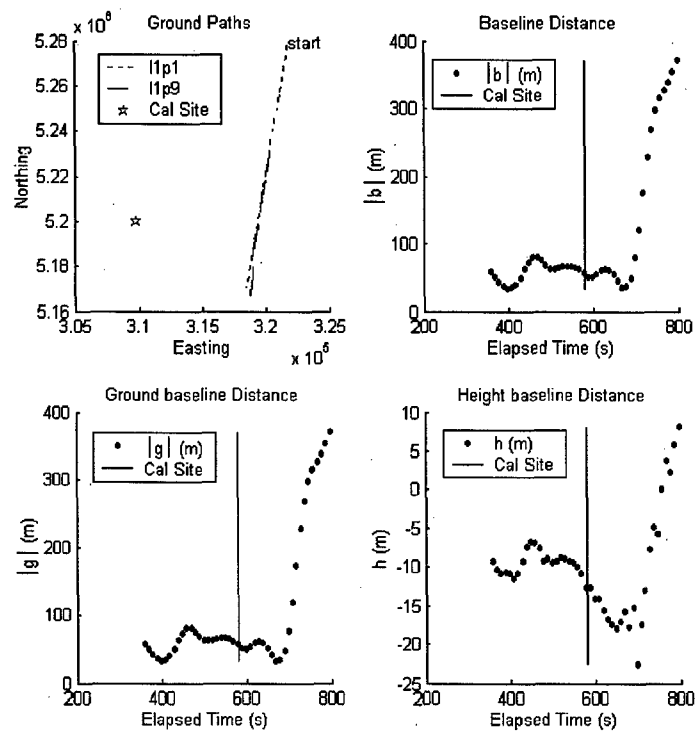 x 10^6
Ground Paths
5.28
5.26
5.24
5.22
5.2
5.18
5.16
Northing
l1p1
l1p9
Cal Site
start
3.05
3.1
3.15
3.2
3.25
Easting
x 10^5
Baseline Distance
400
300
200
100
0
|b| (m)
|b| (m)
Cal Site
200
400
600
800
Elapsed Time (s)
Ground baseline Distance
400
300
200
100
0
|g| (m)
|g| (m)
Cal Site
200
400
600
800
Elapsed Time (s)
Height baseline Distance
10
5
0
-5
-10
-15
-20
-25
h (m)
h (m)
Cal Site
200
400
600
800
Elapsed Time (s)